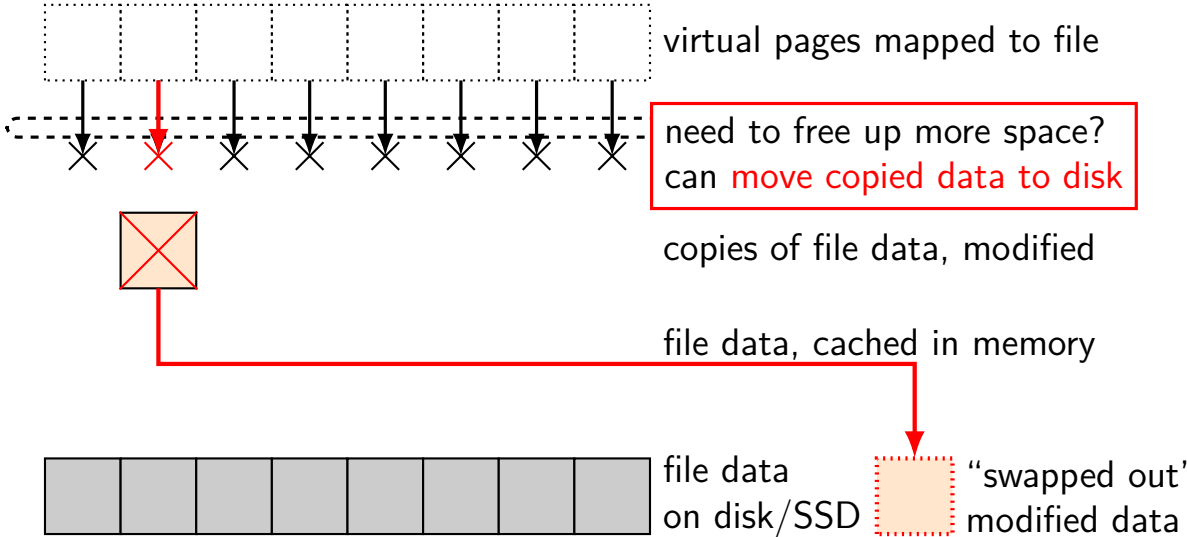 virtual pages mapped to file
need to free up more space?
can move copied data to disk
copies of file data, modified
file data, cached in memory
file data
on disk/SSD
“swapped out’
modified data